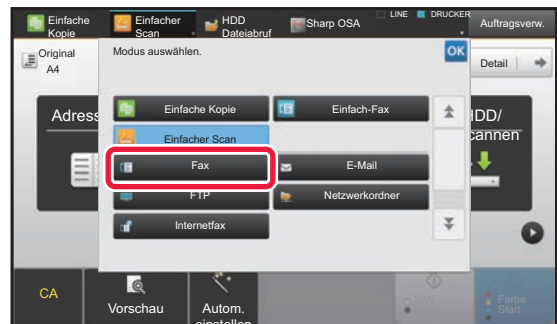 Einfache
Kopie
Einfacher
Scan
HDD
Dateiabruf
Sharp OSA
LINE
DRUCKER
Auftragsverw.
Original
A4
Modus auswählen.
OK
Detail
Adress
HDD/
scannen
Einfache Kopie
Einfach-Fax
Einfacher Scan
Fax
E-Mail
FTP
Netzwerkordner
Internetfax
CA
Vorschau
Autom.
einstellen
Farbe
Start